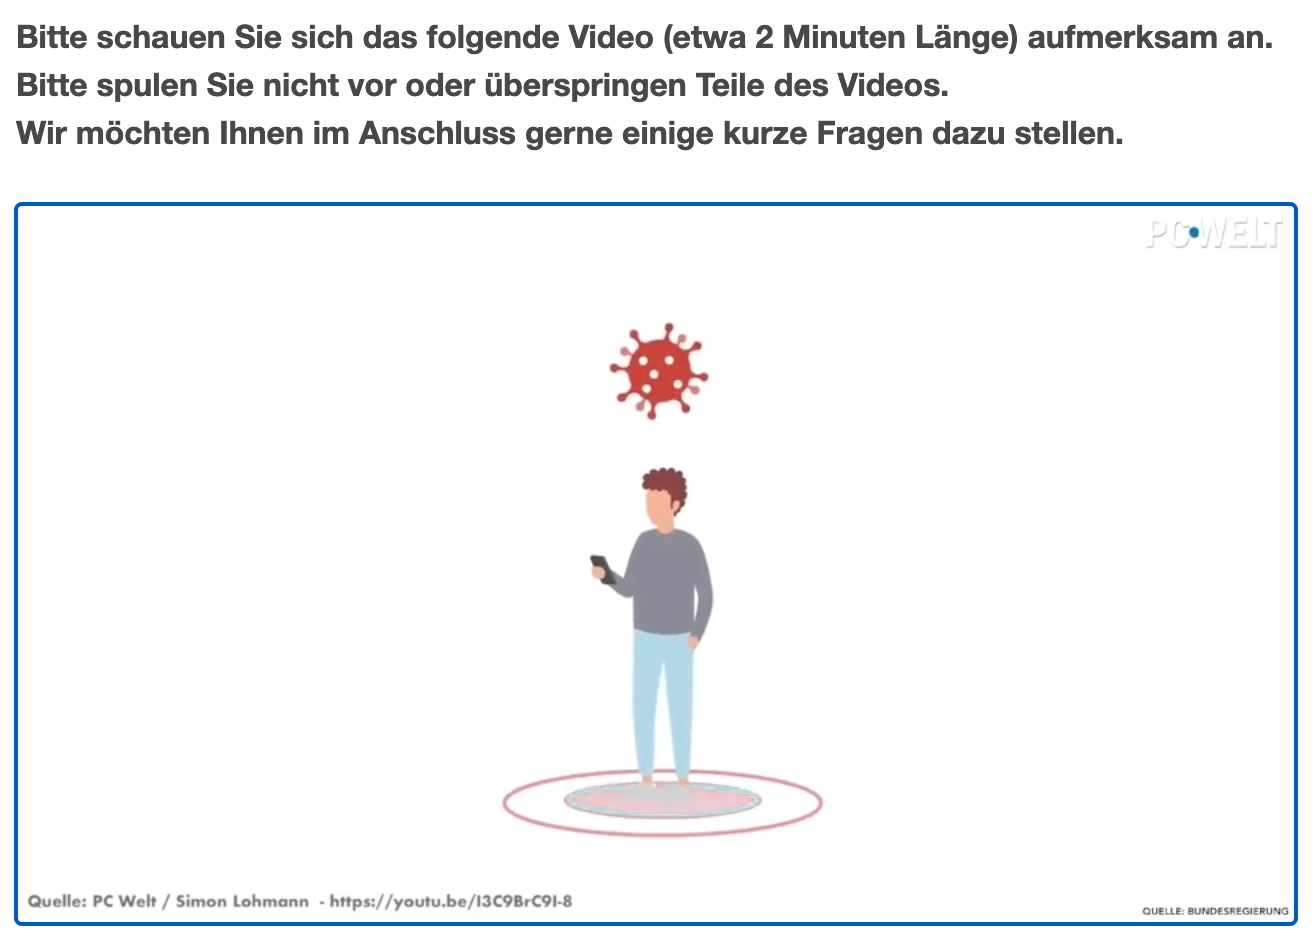 Bitte schauen Sie sich das folgende Video (etwa 2 Minuten Länge) aufmerksam an.
Bitte spulen Sie nicht vor oder überspringen Teile des Videos.
Wir möchten Ihnen im Anschluss gerne einige kurze Fragen dazu stellen.
PC WELT
Quelle: PC Welt / Simon Lohmann - https://youtu.be/I3C9BrC9I-8
QUELLE: BUNDESREGIERUNG